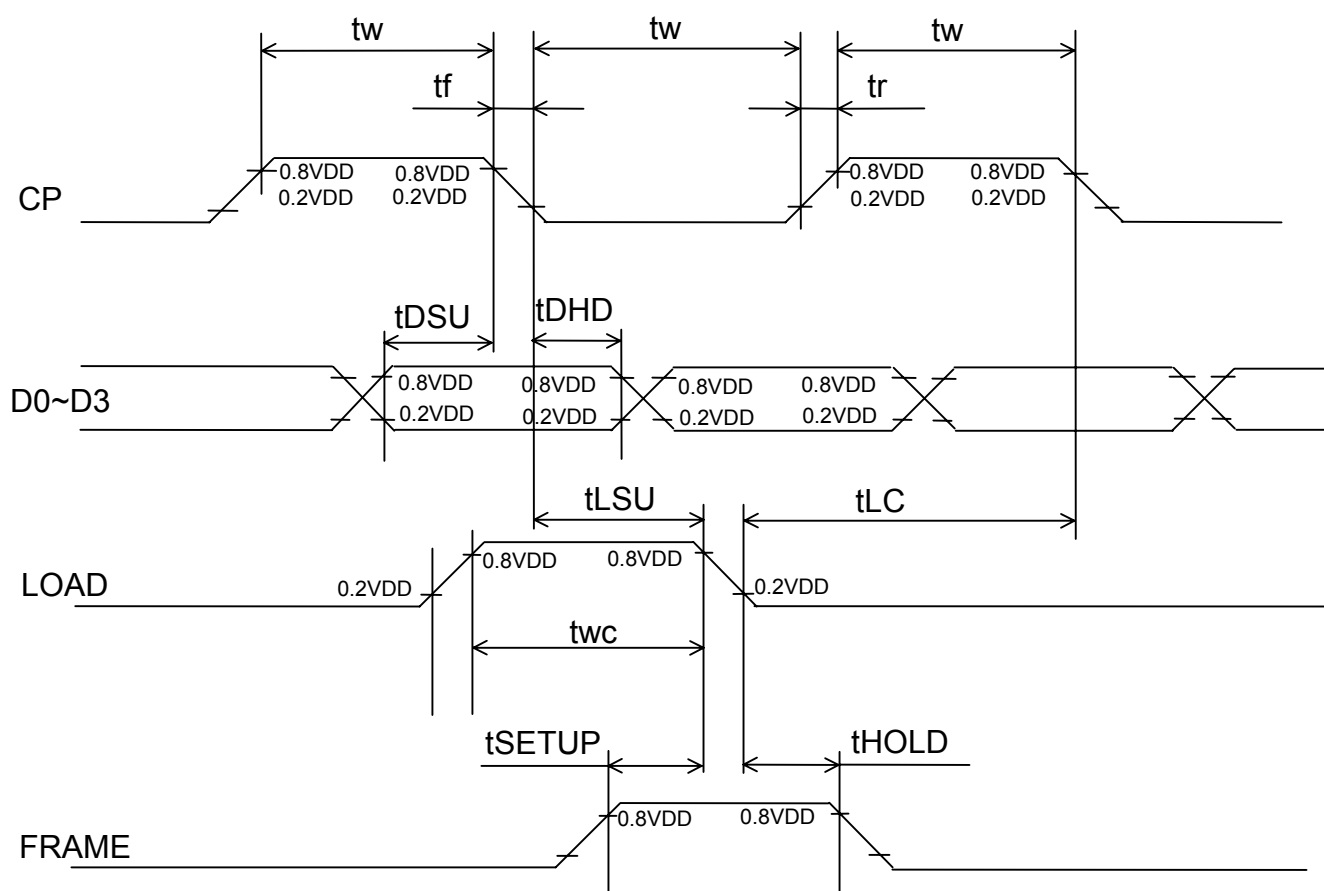 tw tw tw
tf tr
CP
0.8VDD 0.8VDD 0.8VDD 0.8VDD
0.2VDD 0.2VDD 0.2VDD 0.2VDD
tDSU tDHD
D0~D3
0.8VDD 0.8VDD 0.8VDD 0.8VDD
0.2VDD 0.2VDD 0.2VDD 0.2VDD
tLSU tLC
0.8VDD 0.8VDD
LOAD 0.2VDD 0.2VDD
twc
tSETUP tHOLD
0.8VDD 0.8VDD
FRAME